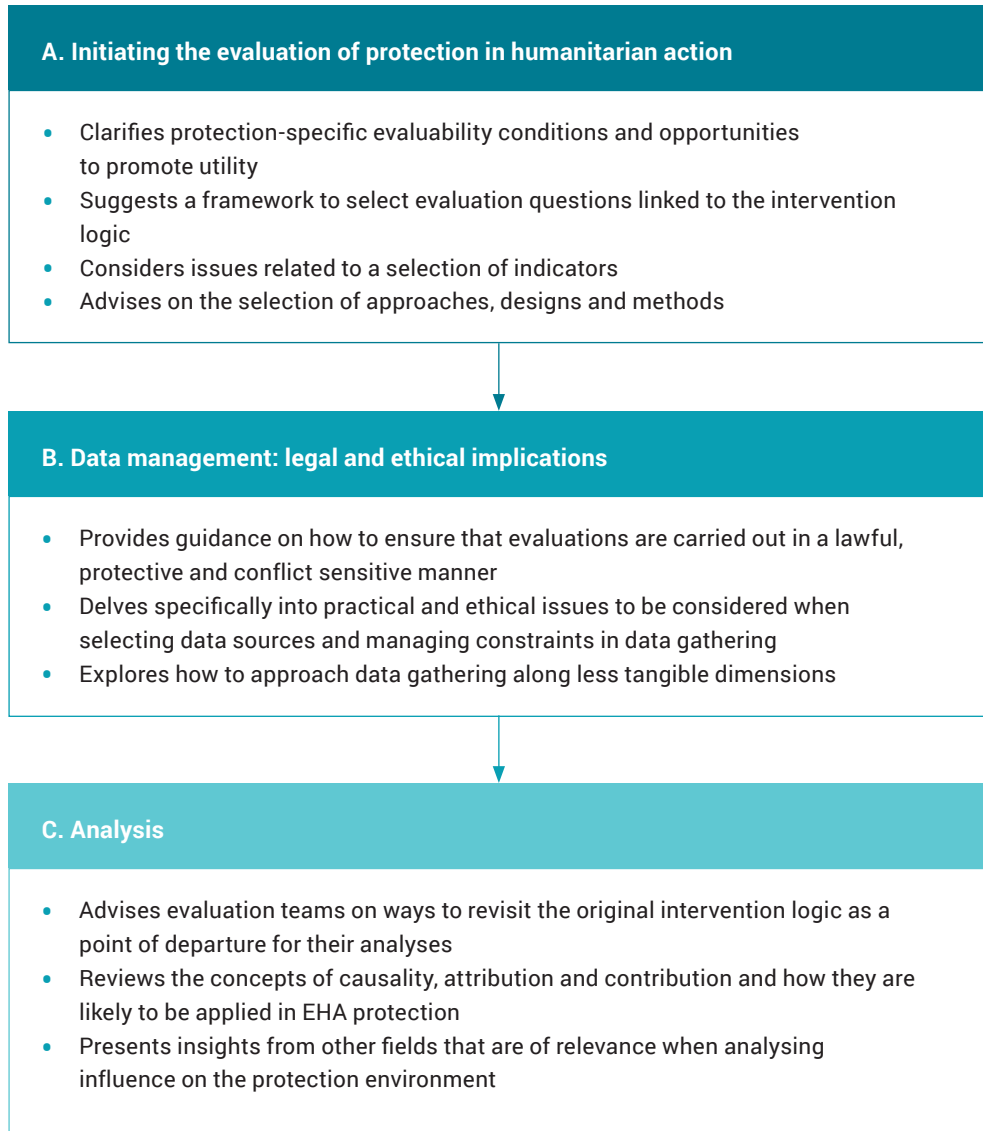 A. Initiating the evaluation of protection in humanitarian action
• Clarifies protection-specific evaluability conditions and opportunities
to promote utility
• Suggests a framework to select evaluation questions linked to the intervention
logic
• Considers issues related to a selection of indicators
• Advises on the selection of approaches, designs and methods
B. Data management: legal and ethical implications
• Provides guidance on how to ensure that evaluations are carried out in a lawful,
protective and conflict sensitive manner
• Delves specifically into practical and ethical issues to be considered when
selecting data sources and managing constraints in data gathering
• Explores how to approach data gathering along less tangible dimensions
C. Analysis
• Advises evaluation teams on ways to revisit the original intervention logic as a
point of departure for their analyses
• Reviews the concepts of causality, attribution and contribution and how they are
likely to be applied in EHA protection
• Presents insights from other fields that are of relevance when analysing
influence on the protection environment